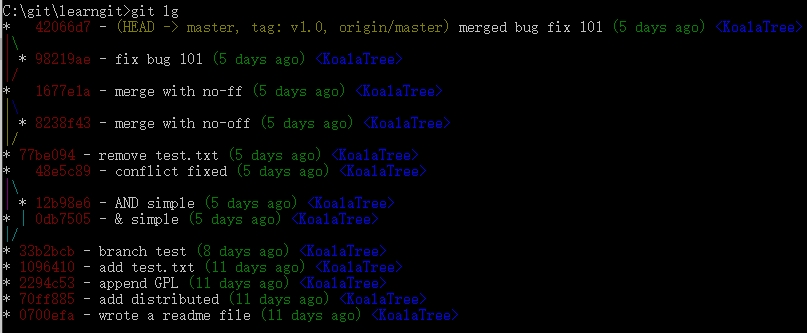 C:\git\learngit>git lg
*   42066d7 - (HEAD -> master, tag: v1.0, origin/master) merged bug fix 101 (5 days ago) <KoalaTree>
|\
| * 98219ae - fix bug 101 (5 days ago) <KoalaTree>
|/
*   1677e1a - merge with no-ff (5 days ago) <KoalaTree>
|\
| * 8238f43 - merge with no-off (5 days ago) <KoalaTree>
|/
* 77be094 - remove test.txt (5 days ago) <KoalaTree>
*   48e5c89 - conflict fixed (5 days ago) <KoalaTree>
|\
| * 12b98e6 - AND simple (5 days ago) <KoalaTree>
* | 0db7505 - & simple (5 days ago) <KoalaTree>
|/
* 33b2bcb - branch test (8 days ago) <KoalaTree>
* 1096410 - add test.txt (11 days ago) <KoalaTree>
* 2294c53 - append GPL (11 days ago) <KoalaTree>
* 70ff885 - add distributed (11 days ago) <KoalaTree>
* 0700efa - wrote a readme file (11 days ago) <KoalaTree>